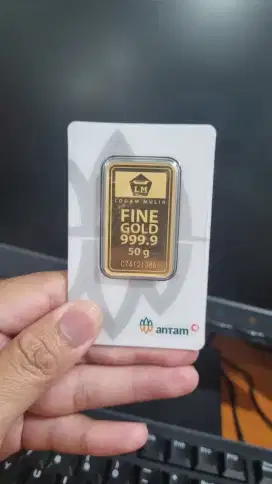 LM
LOGAM MULIA
FINE
GOLD
999.9
50 g
antam